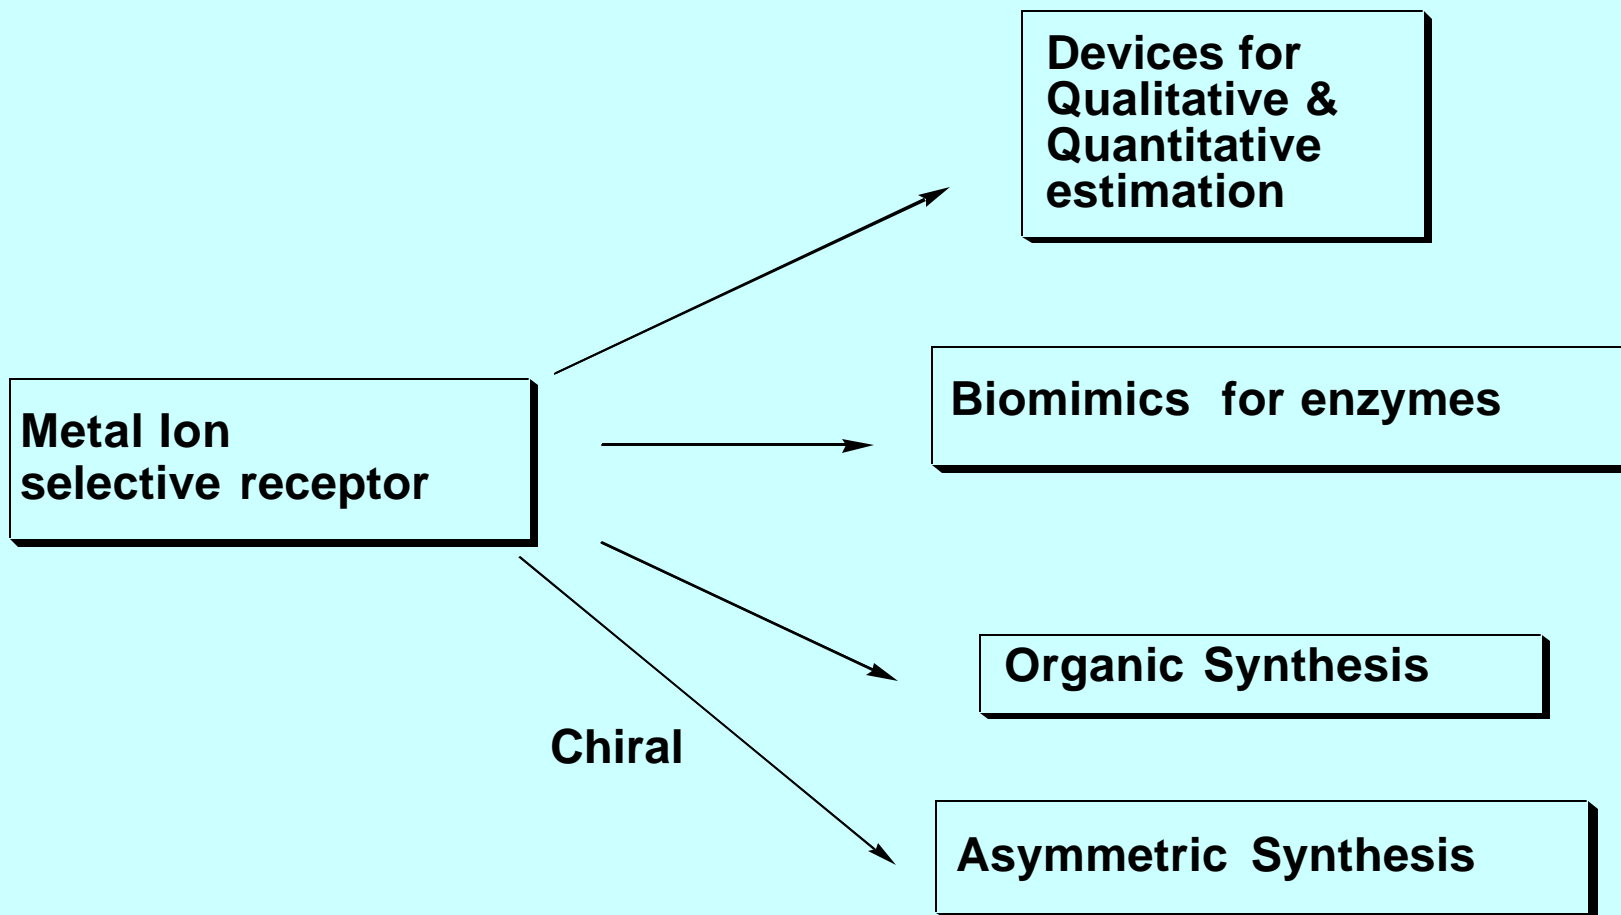 Devices for
Qualitative &
Quantitative
estimation
Biomimics for enzymes
Metal Ion
selective receptor
Organic Synthesis
Chiral
Asymmetric Synthesis